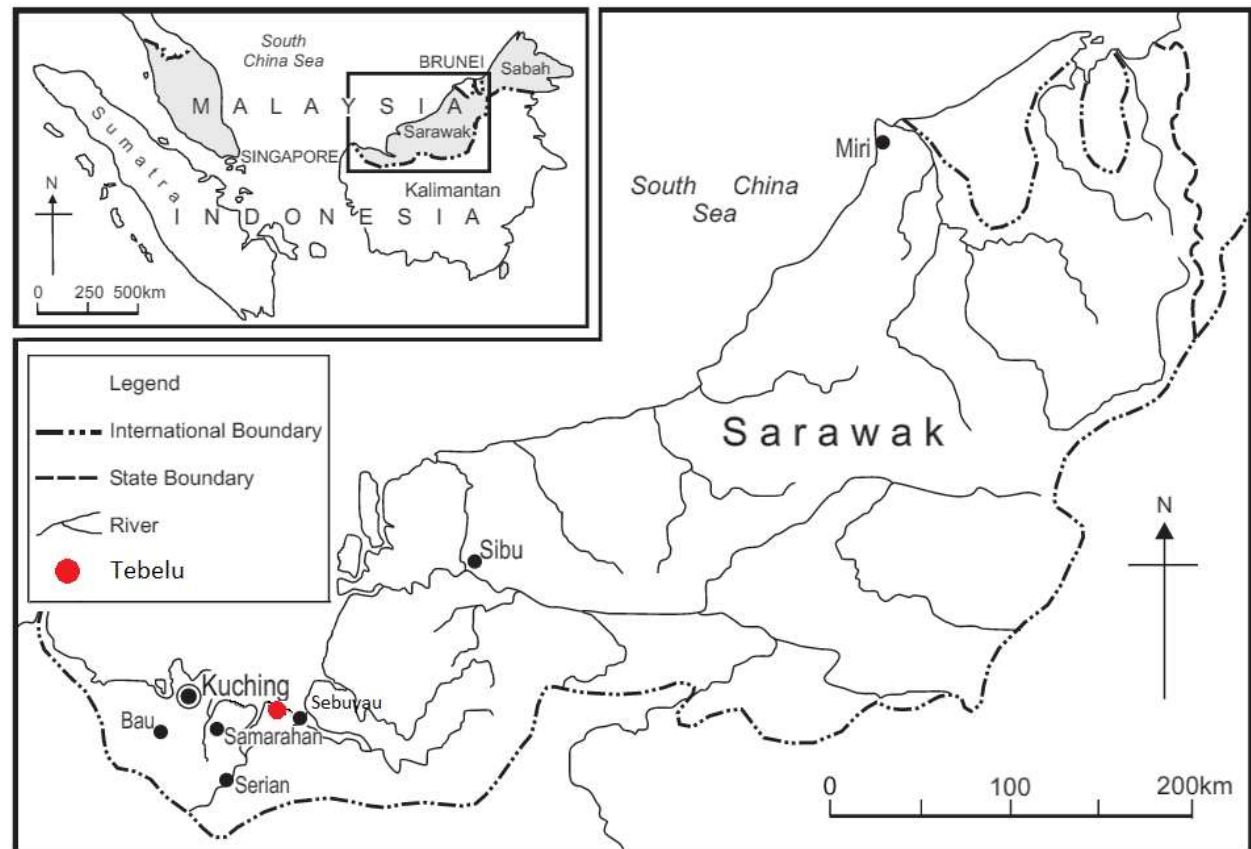 South
China Sea
BRUNEI
Sabah
MALAYSIA
Sarawak
SINGAPORE
Sumatra
Kalimantan
INDONESIA
N
0 250 500km
Legend
International Boundary
State Boundary
River
Tebelu
Miri
South China
Sea
Sarawak
Sibu
N
Kuching
Sebuyau
Bau
Samarahan
Serian
0 100 200km